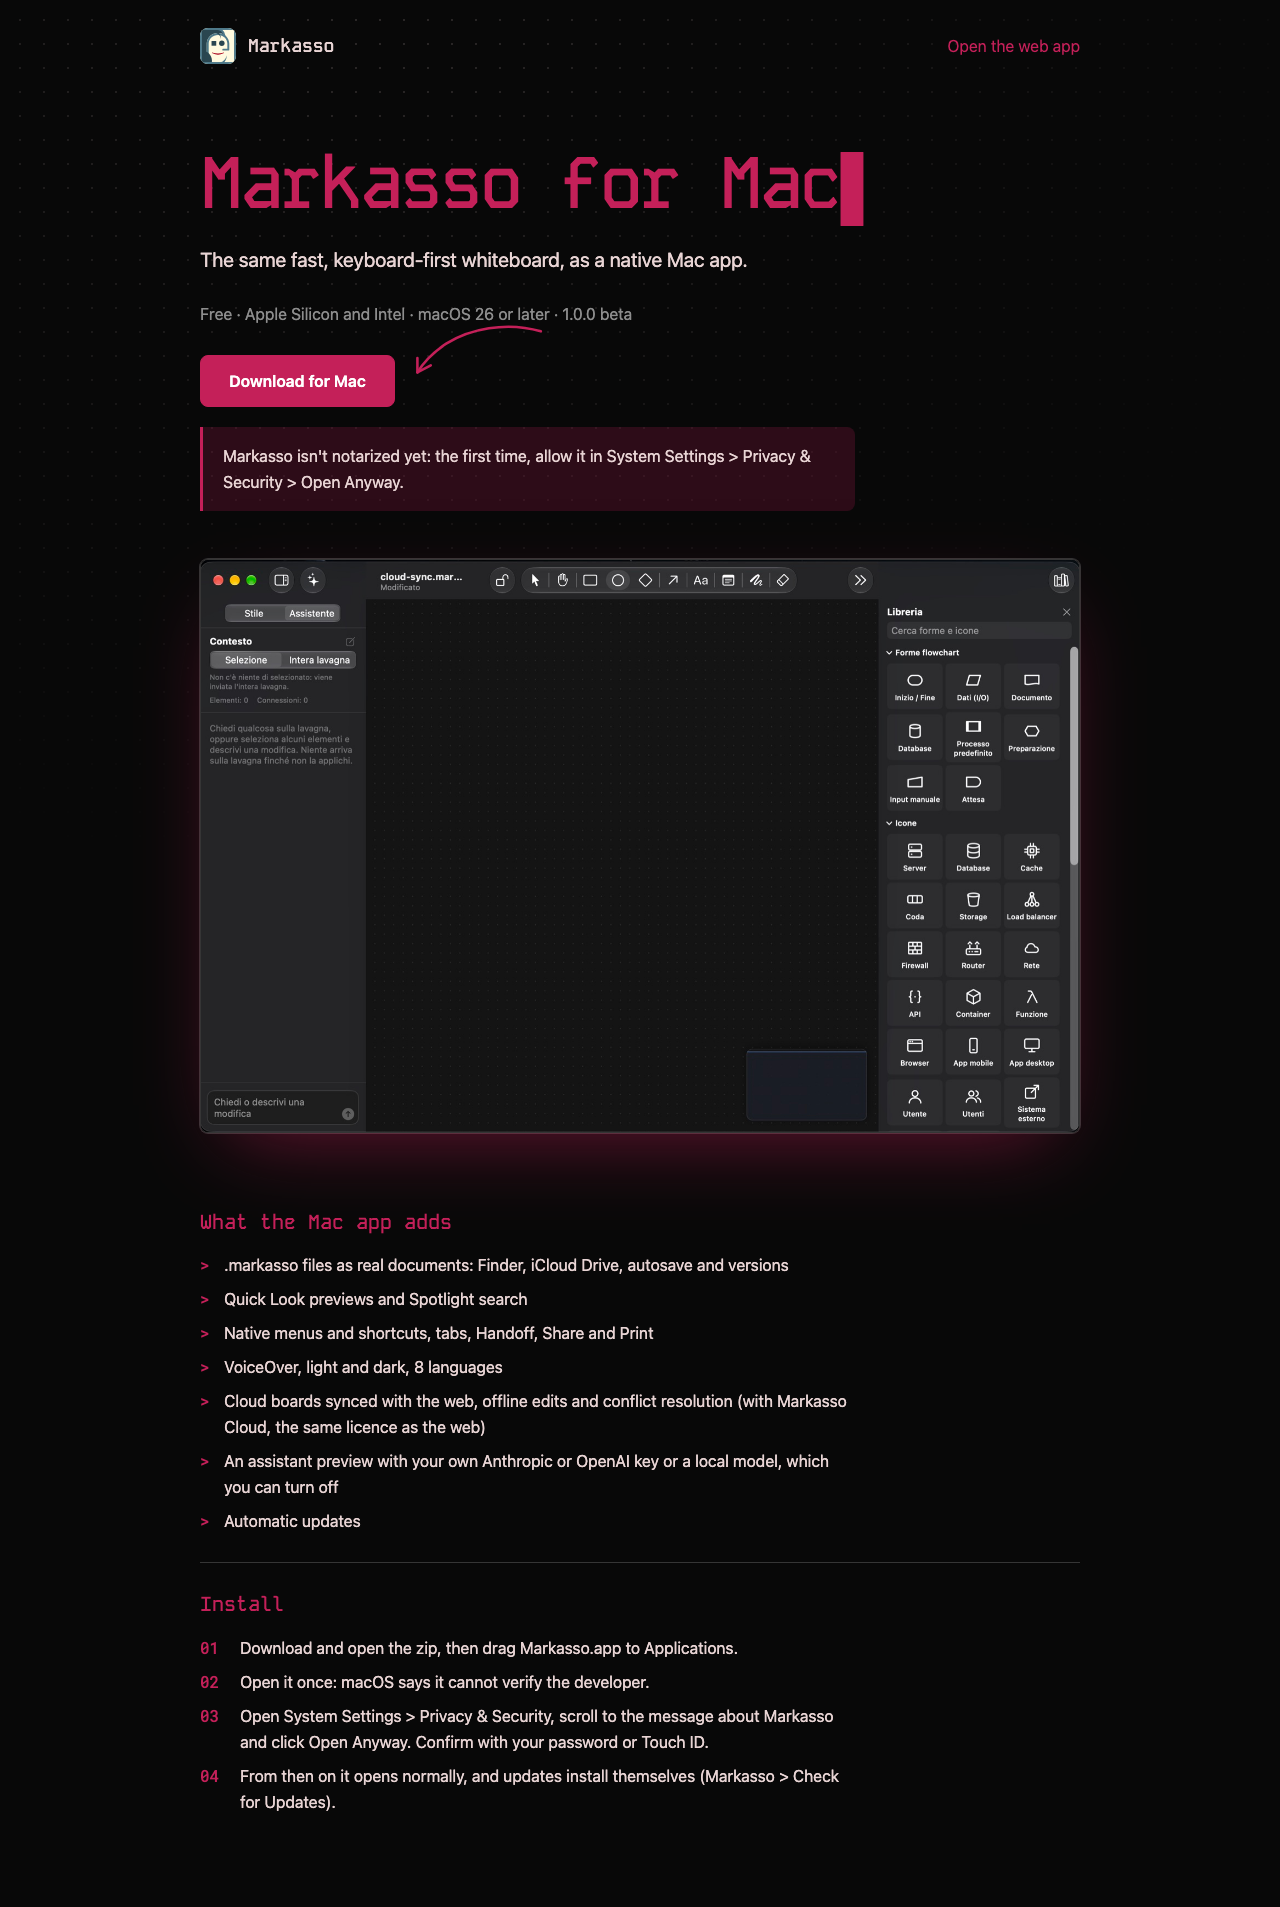 Markasso
Open the web app
Markasso for Mac
The same fast, keyboard-first whiteboard, as a native Mac app.
Free · Apple Silicon and Intel · macOS 26 or later · 1.0.0 beta
Download for Mac
Markasso isn't notarized yet: the first time, allow it in System Settings > Privacy &
Security > Open Anyway.
cloud-sync.mar...
Modificato
Aa
Stile Assistente
Contesto
Selezione Intera lavagna
Non c'è niente di selezionato: viene
inviata l'intera lavagna.
Elementi: 0 Connessioni: 0
Chiedi qualcosa sulla lavagna,
oppure seleziona alcuni elementi e
descrivi una modifica. Niente arriva
sulla lavagna finché non la applichi.
Chiedi o descrivi una
modifica
Libreria
Cerca forme e icone
Forme flowchart
Inizio / Fine Dati (I/O) Documento
Database Processo predefinito Preparazione
Input manuale Attesa
Icone
Server Database Cache
Coda Storage Load balancer
Firewall Router Rete
API Container Funzione
Browser App mobile App desktop
Utente Utenti Sistema esterno
What the Mac app adds
> .markasso files as real documents: Finder, iCloud Drive, autosave and versions
> Quick Look previews and Spotlight search
> Native menus and shortcuts, tabs, Handoff, Share and Print
> VoiceOver, light and dark, 8 languages
> Cloud boards synced with the web, offline edits and conflict resolution (with Markasso
Cloud, the same licence as the web)
> An assistant preview with your own Anthropic or OpenAI key or a local model, which
you can turn off
> Automatic updates
Install
01 Download and open the zip, then drag Markasso.app to Applications.
02 Open it once: macOS says it cannot verify the developer.
03 Open System Settings > Privacy & Security, scroll to the message about Markasso
and click Open Anyway. Confirm with your password or Touch ID.
04 From then on it opens normally, and updates install themselves (Markasso > Check
for Updates).